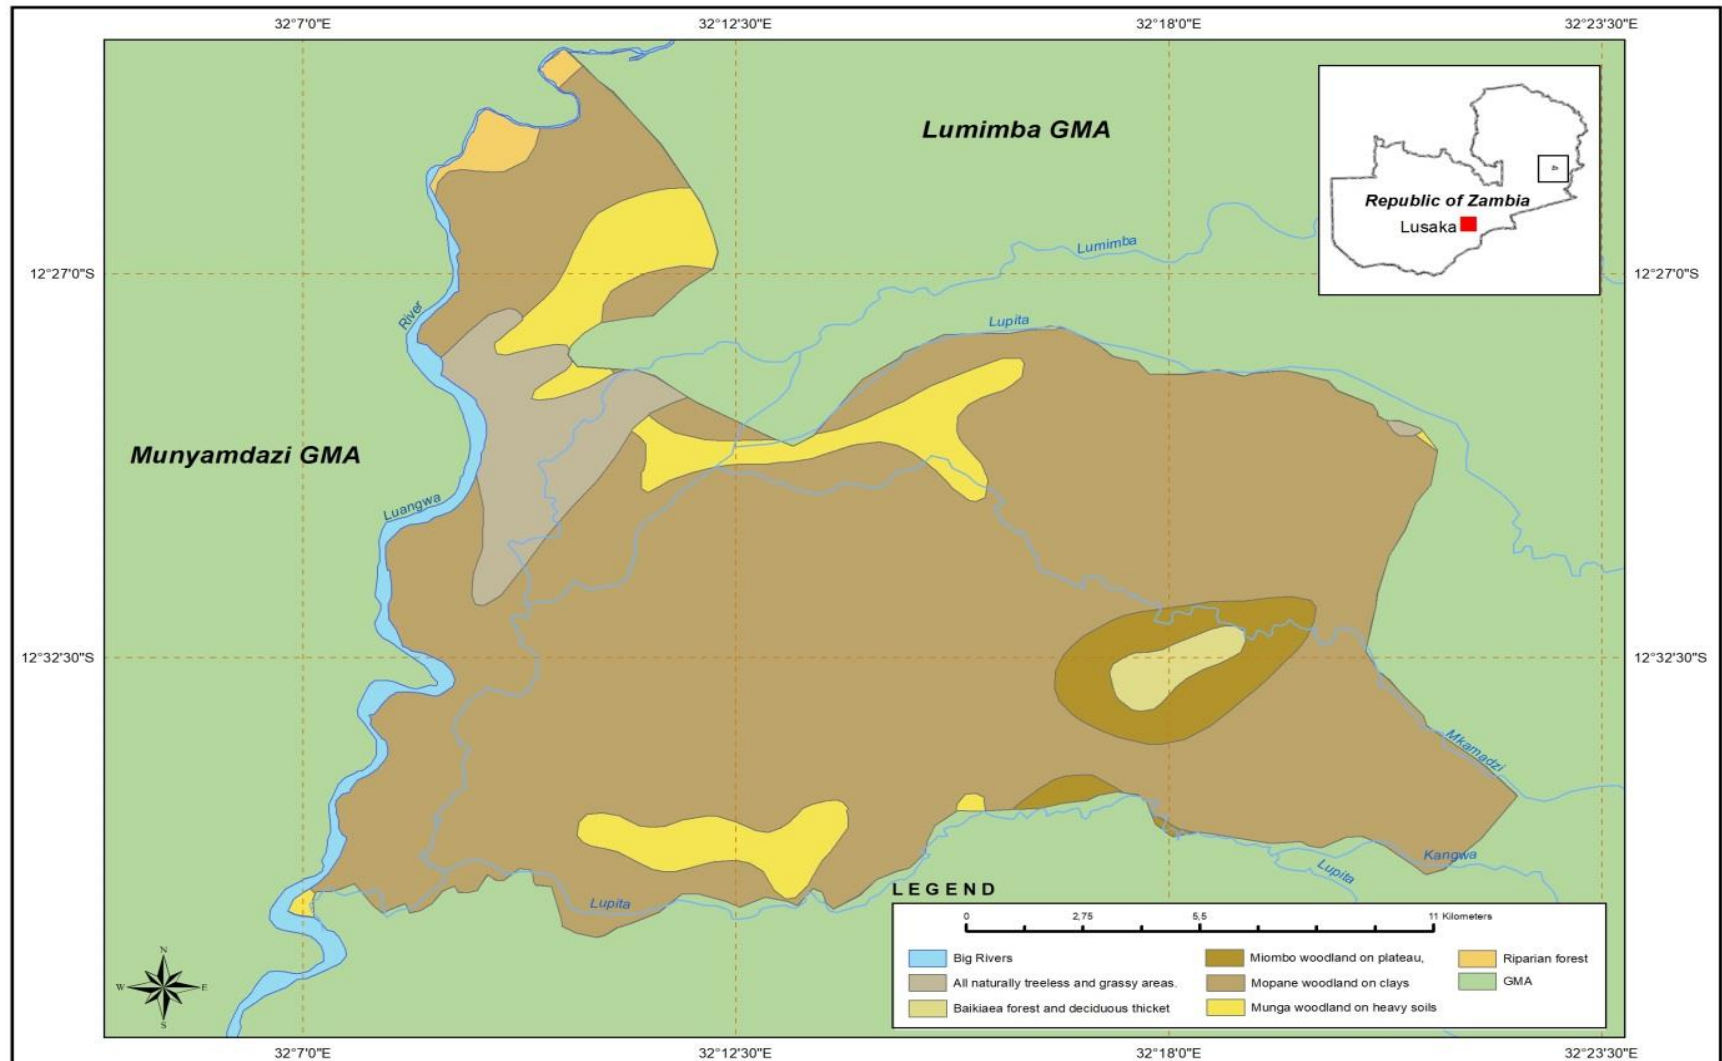 32°7'0"E
32°12'30"E
32°18'0"E
32°23'30"E
Lumimba GMA
Republic of Zambia
Lusaka
Lumimba
12°27'0"S
12°27'0"S
River
Lupita
Munyamdazi GMA
Luangwa
12°32'30"S
12°32'30"S
Mkamadzi
Kangwa
Lupita
Lupita
LEGEND
0 2,75 5,5 11 Kilometers
Big Rivers
Miombo woodland on plateau,
Riparian forest
All naturally treeless and grassy areas.
Mopane woodland on clays
GMA
Baikiaea forest and deciduous thicket
Munga woodland on heavy soils
N
W
E
S
32°7'0"E
32°12'30"E
32°18'0"E
32°23'30"E